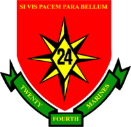 SI VIS PACEM PARA BELLUM
24
TWENTY
FOURTH
MARINES